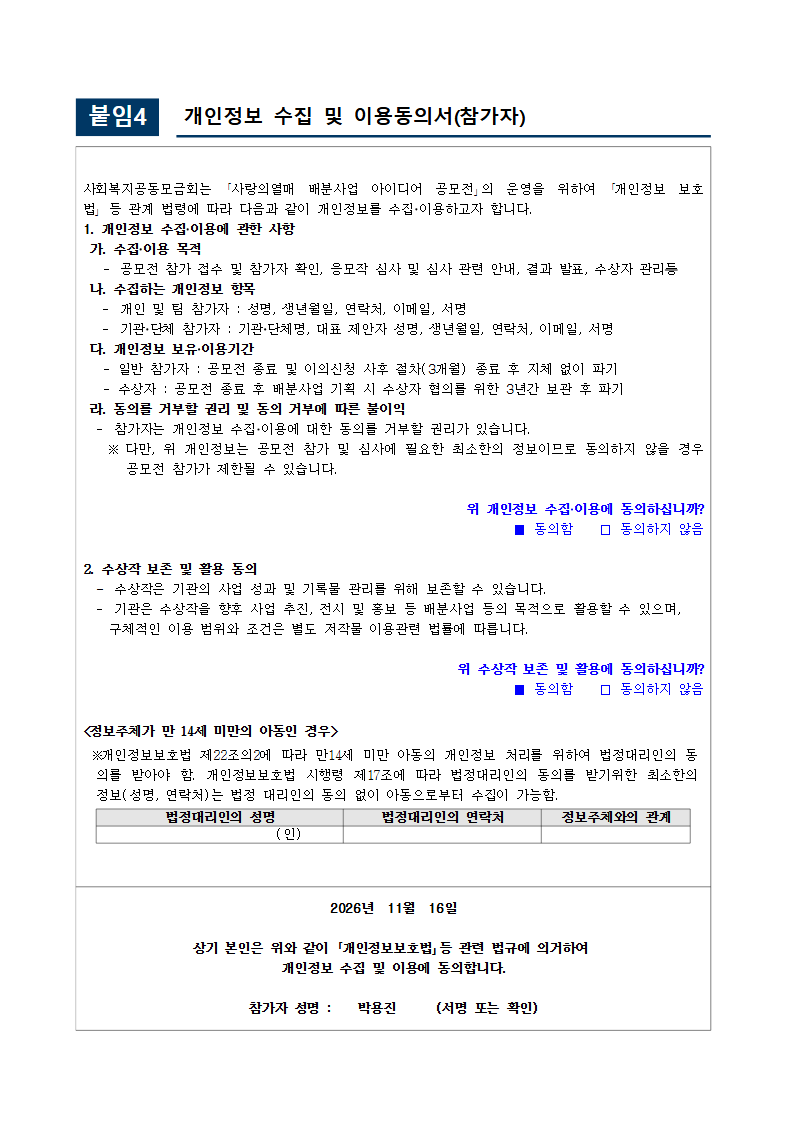 붙임4 개인정보 수집 및 이용동의서(참가자)
사회복지공동모금회는 「사랑의열매 배분사업 아이디어 공모전」의 운영을 위하여 「개인정보 보호
법」 등 관계 법령에 따라 다음과 같이 개인정보를 수집·이용하고자 합니다.
1. 개인정보 수집·이용에 관한 사항
가. 수집·이용 목적
- 공모전 참가 접수 및 참가자 확인, 응모작 심사 및 심사 관련 안내, 결과 발표, 수상자 관리등
나. 수집하는 개인정보 항목
- 개인 및 팀 참가자 : 성명, 생년월일, 연락처, 이메일, 서명
- 기관·단체 참가자 : 기관·단체명, 대표 제안자 성명, 생년월일, 연락처, 이메일, 서명
다. 개인정보 보유·이용기간
- 일반 참가자 : 공모전 종료 및 이의신청 사후 절차(3개월) 종료 후 지체 없이 파기
- 수상자 : 공모전 종료 후 배분사업 기획 시 수상자 협의를 위한 3년간 보관 후 파기
라. 동의를 거부할 권리 및 동의 거부에 따른 불이익
- 참가자는 개인정보 수집·이용에 대한 동의를 거부할 권리가 있습니다.
※ 다만, 위 개인정보는 공모전 참가 및 심사에 필요한 최소한의 정보이므로 동의하지 않을 경우
공모전 참가가 제한될 수 있습니다.
위 개인정보 수집·이용에 동의하십니까?
■ 동의함 □ 동의하지 않음
2. 수상작 보존 및 활용 동의
- 수상작은 기관의 사업 성과 및 기록물 관리를 위해 보존할 수 있습니다.
- 기관은 수상작을 향후 사업 추진, 전시 및 홍보 등 배분사업 등의 목적으로 활용할 수 있으며,
구체적인 이용 범위와 조건은 별도 저작물 이용관련 법률에 따릅니다.
위 수상작 보존 및 활용에 동의하십니까?
■ 동의함 □ 동의하지 않음
<정보주체가 만 14세 미만의 아동인 경우>
※개인정보보호법 제22조의2에 따라 만14세 미만 아동의 개인정보 처리를 위하여 법정대리인의 동
의를 받아야 함. 개인정보보호법 시행령 제17조에 따라 법정대리인의 동의를 받기위한 최소한의
정보(성명, 연락처)는 법정 대리인의 동의 없이 아동으로부터 수집이 가능함.
법정대리인의 성명 법정대리인의 연락처 정보주체와의 관계
(인)
2026년 11월 16일
상기 본인은 위와 같이 「개인정보보호법」등 관련 법규에 의거하여
개인정보 수집 및 이용에 동의합니다.
참가자 성명 : 박용진 (서명 또는 확인)